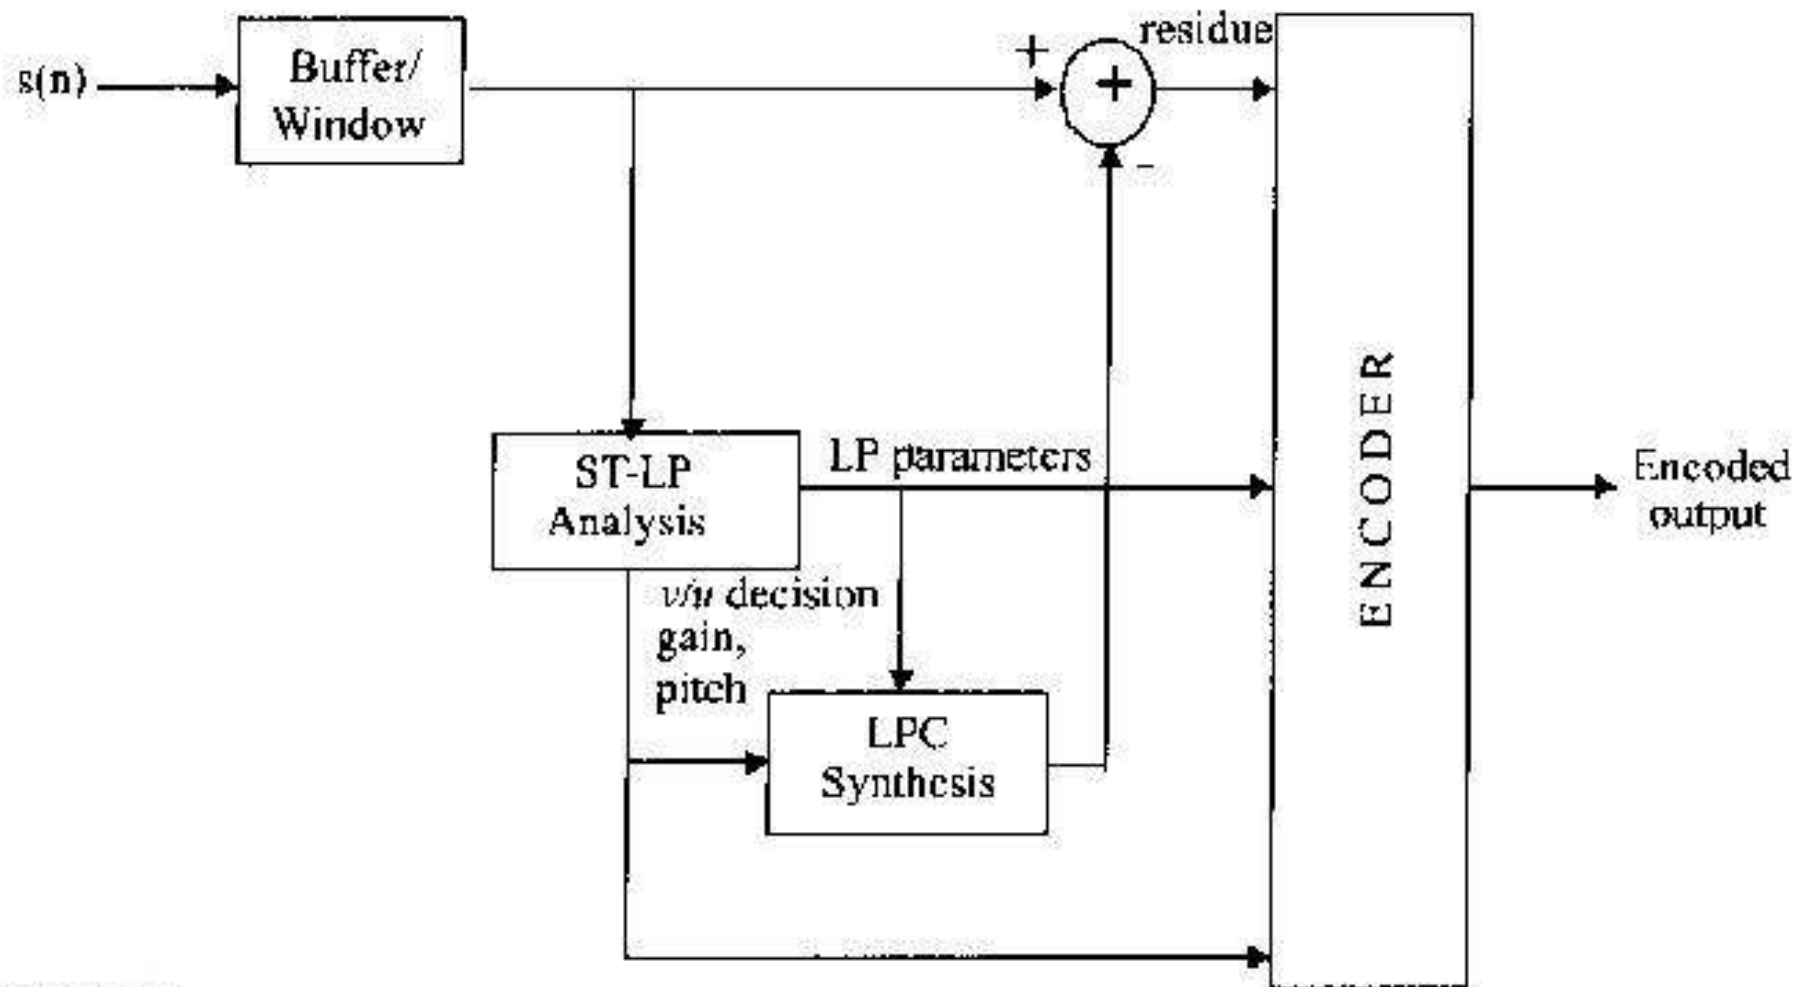 s(n)
Buffer/
Window
+
+
-
residue
ST-LP
Analysis
LP parameters
v/u decision
gain,
pitch
LPC
Synthesis
ENCODER
Encoded
output